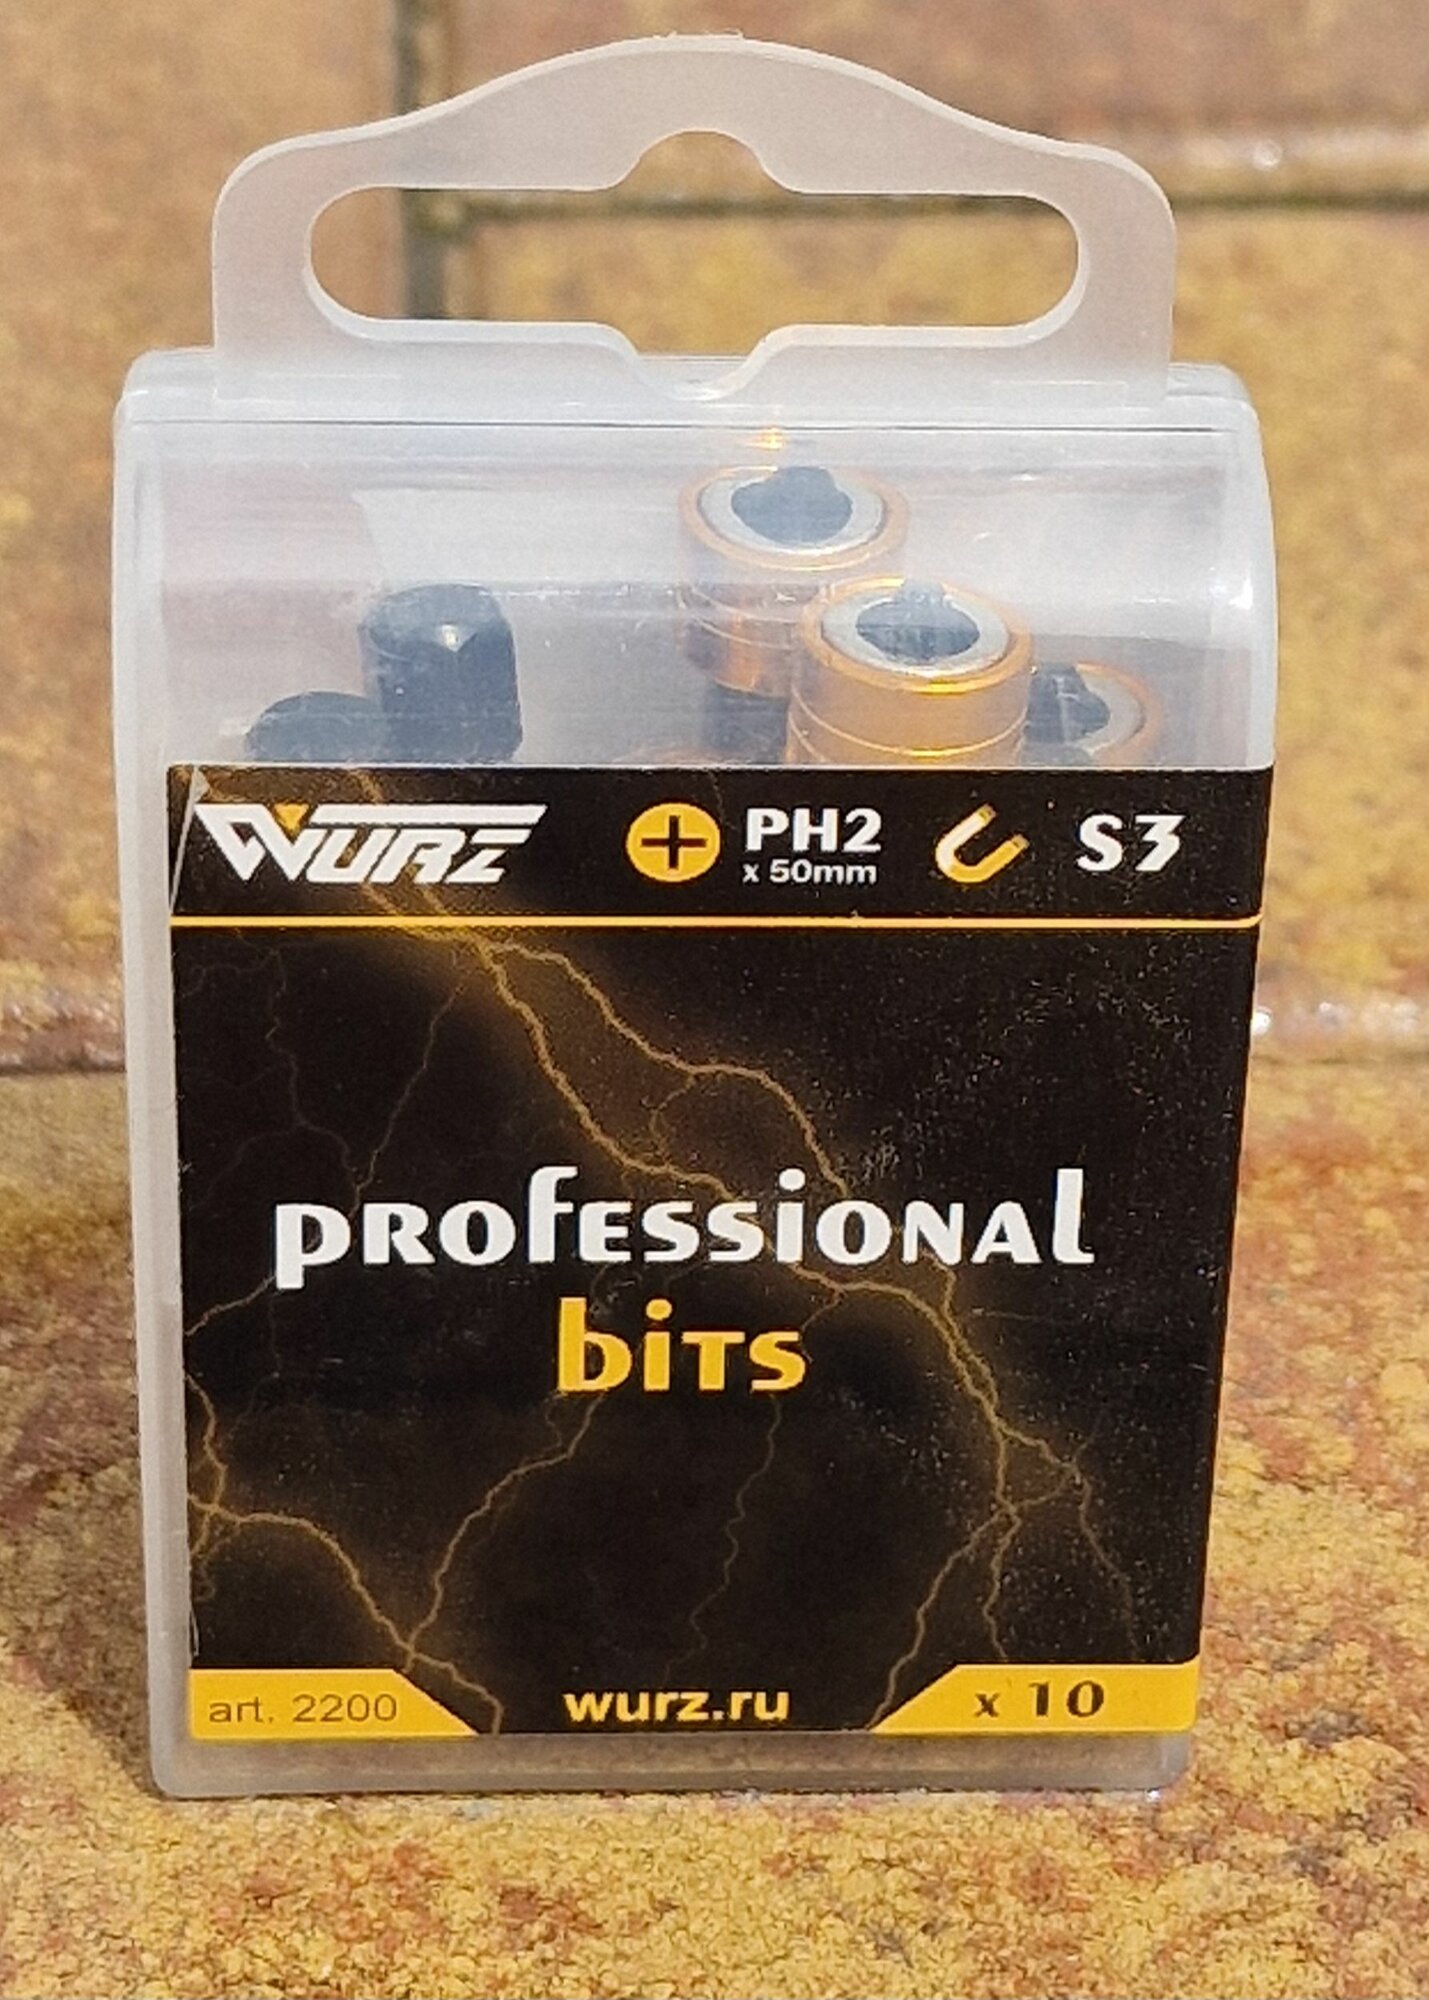 WURZ PH2 S3
x 50mm
professional
bits
art. 2200 wurz.ru x 10